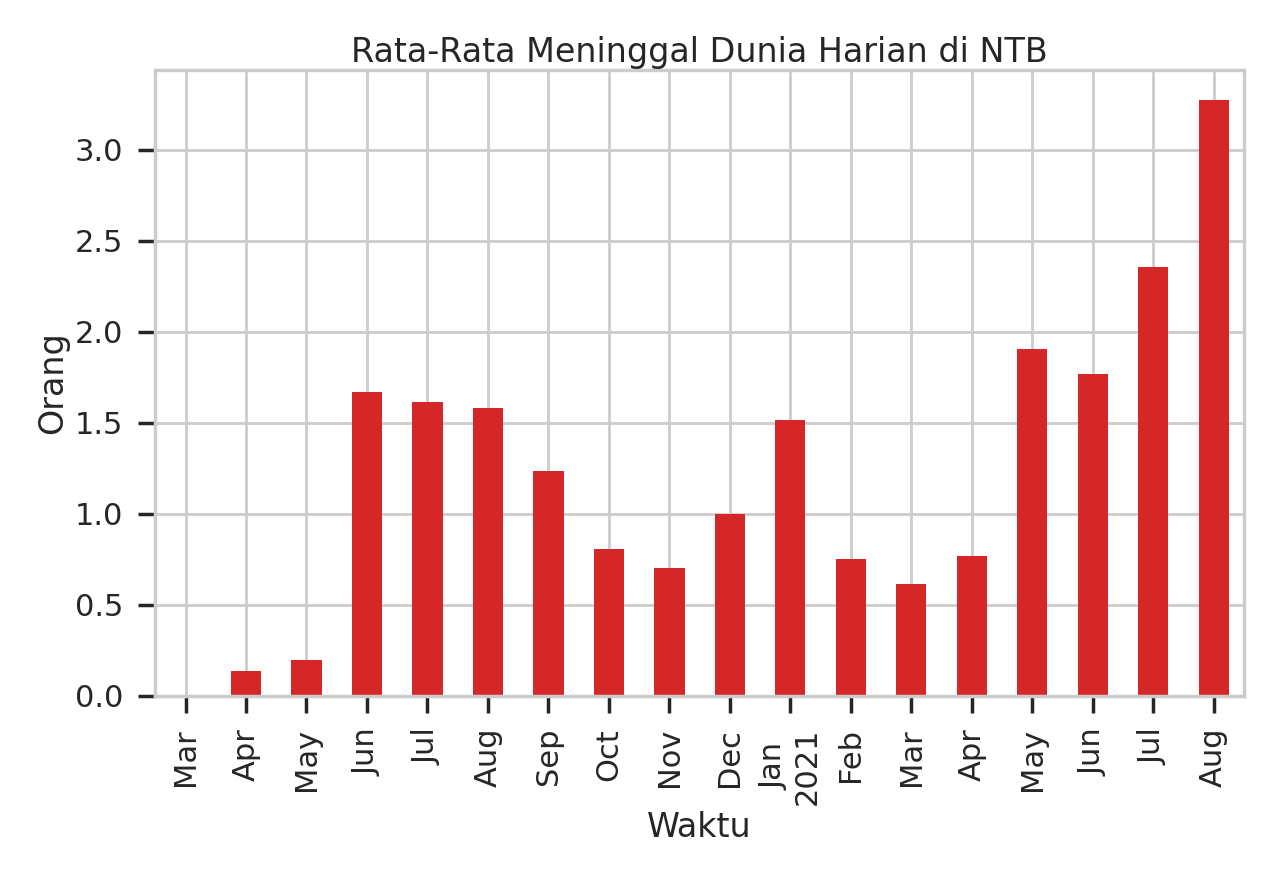 Rata-Rata Meninggal Dunia Harian di NTB
Orang
3.0
2.5
2.0
1.5
1.0
0.5
0.0
Mar
Apr
May
Jun
Jul
Aug
Sep
Oct
Nov
Dec
Jan
2021
Feb
Mar
Apr
May
Jun
Jul
Aug
Waktu